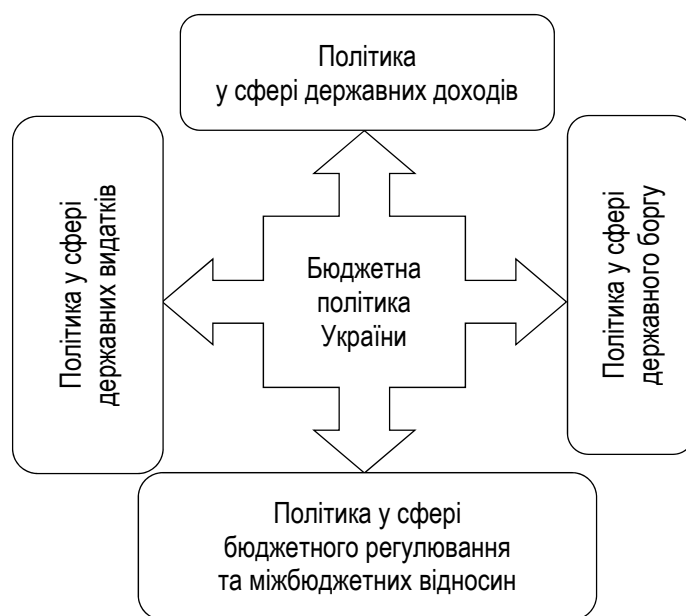 Політика
у сфері державних доходів
Політика у сфері
державних видатків
Бюджетна
політика
України
Політика у сфері
державного боргу
Політика у сфері
бюджетного регулювання
та міжбюджетних відносин